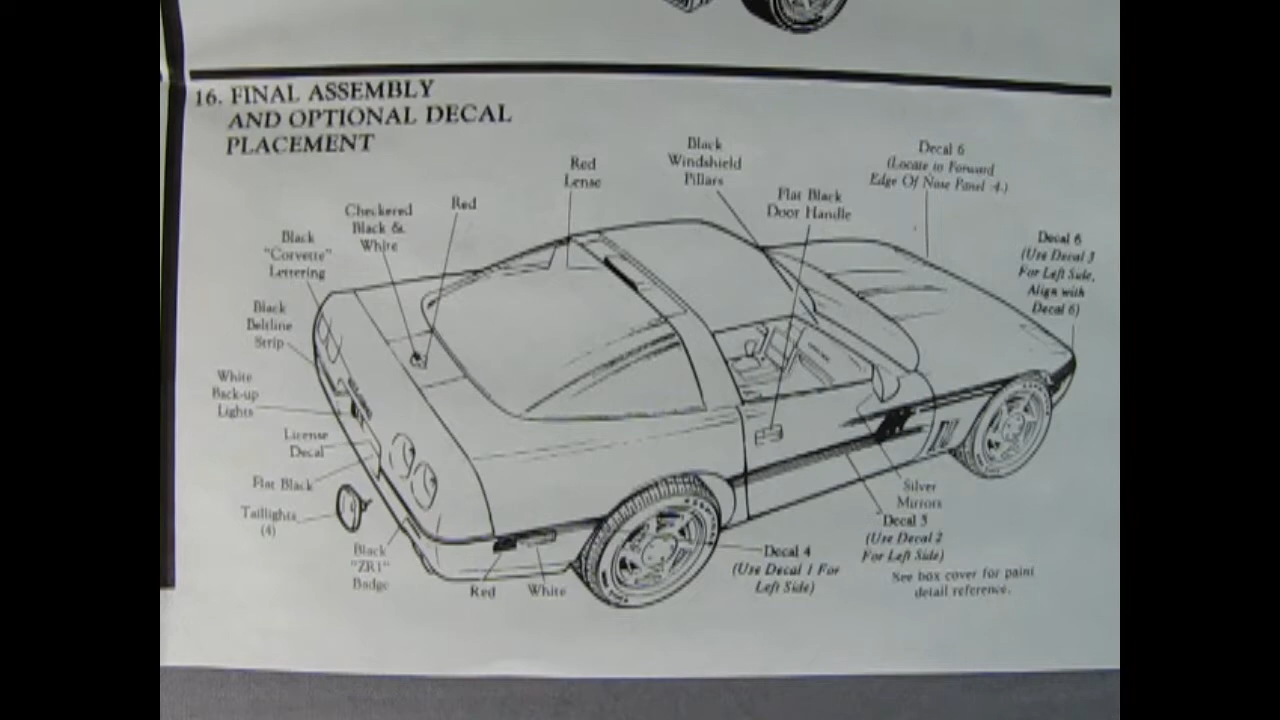 16. FINAL ASSEMBLY
AND OPTIONAL DECAL
PLACEMENT
Red
Lense
Black
Windshield
Pillars
Decal 6
(Locate in Forward
Edge Of Nose Panel 4.)
Flat Black
Door Handle
Checkered
Black &
White
Red
Black
"Corvette"
Lettering
Decal 6
(Use Decal 3
For Left Side,
Align with
Decal 6)
Black
Beltline
Strip
White
Back-up
Lights
License
Decal
Flat Black
Taillights
(4)
Black
"ZR1"
Badge
Red
White
Decal 4
(Use Decal 1 For
Left Side)
Silver
Mirrors
Decal 5
(Use Decal 2
For Left Side)
See box cover for paint
detail reference.